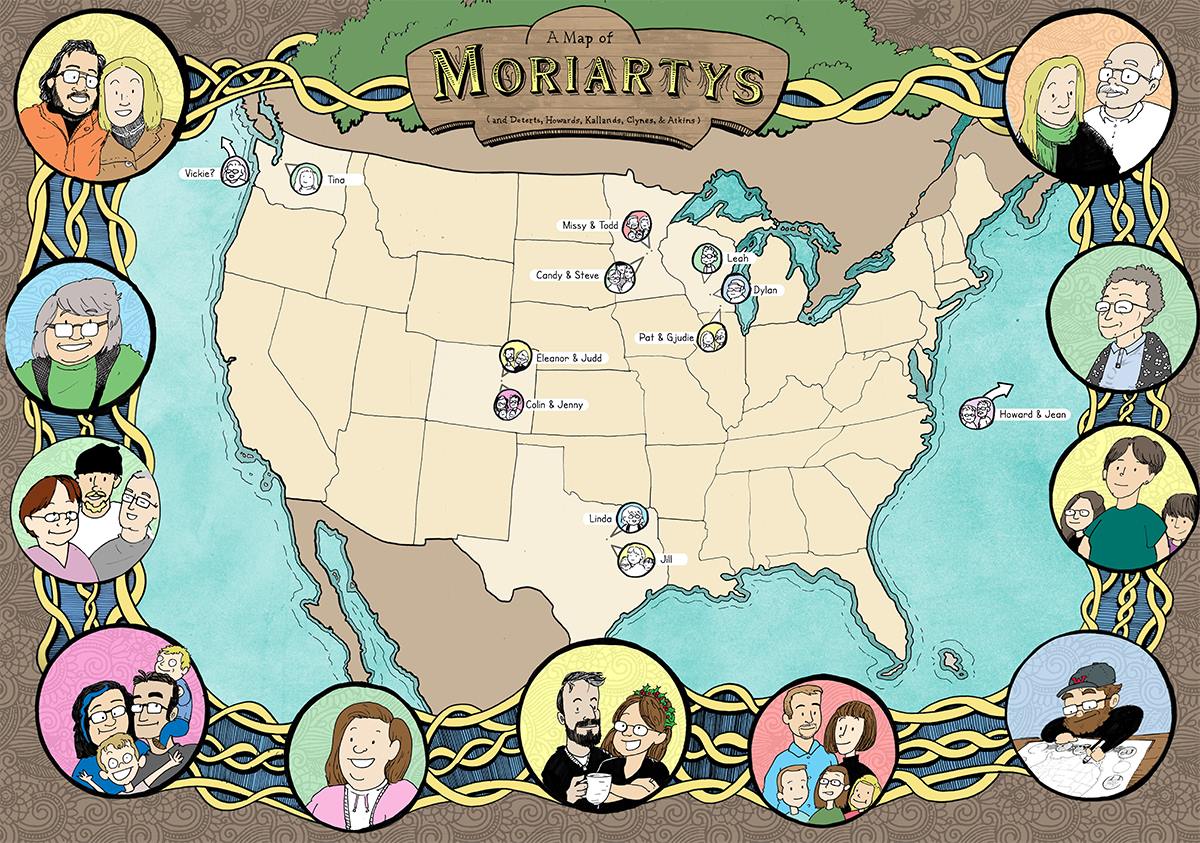 A Map of
MORIARTYS
(and Deterts, Howards, Kallands, Clynes, & Atkins)
Vickie?
Tina
Missy & Todd
Leah
Candy & Steve
Dylan
Pat & Gjudie
Eleanor & Judd
Colin & Jenny
Howard & Jean
Linda
Jill
W